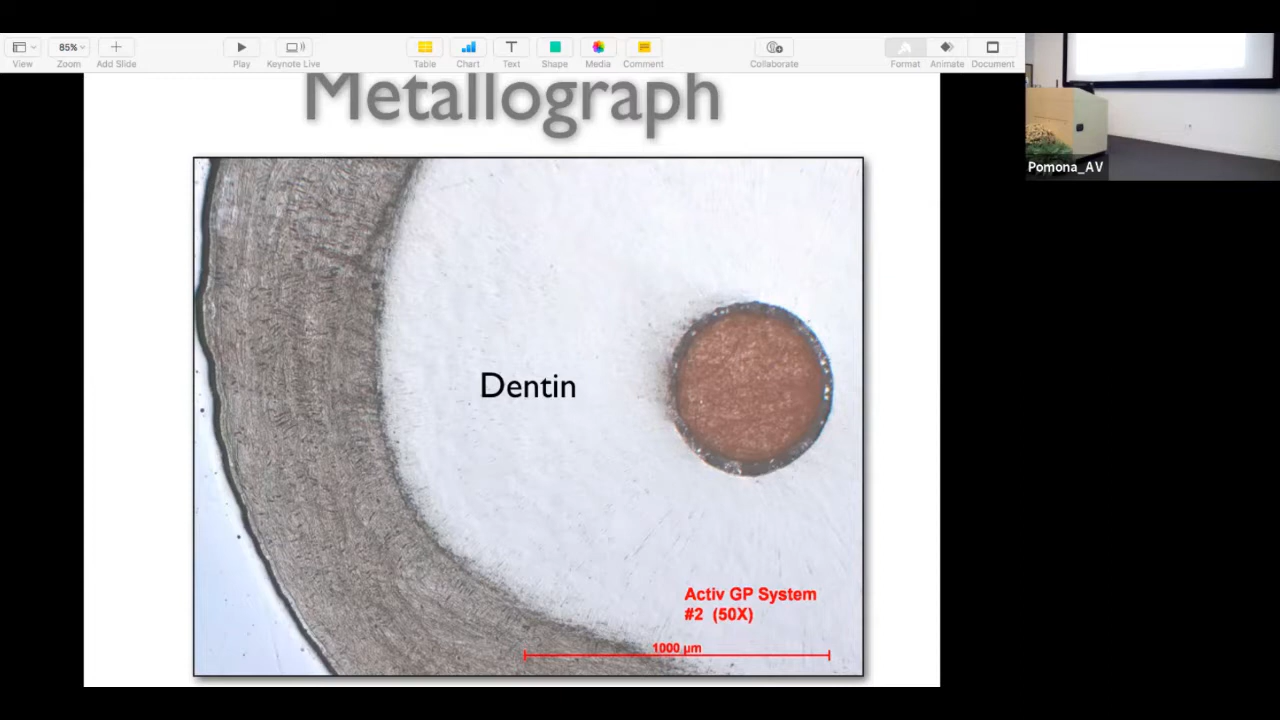 85%
View
Zoom
Add Slide
Play
Keynote Live
Table
Chart
Text
Shape
Media
Comment
Collaborate
Format
Animate
Document
Pomona_AV
Metallograph
Dentin
Activ GP System
#2 (50X)
1000 µm